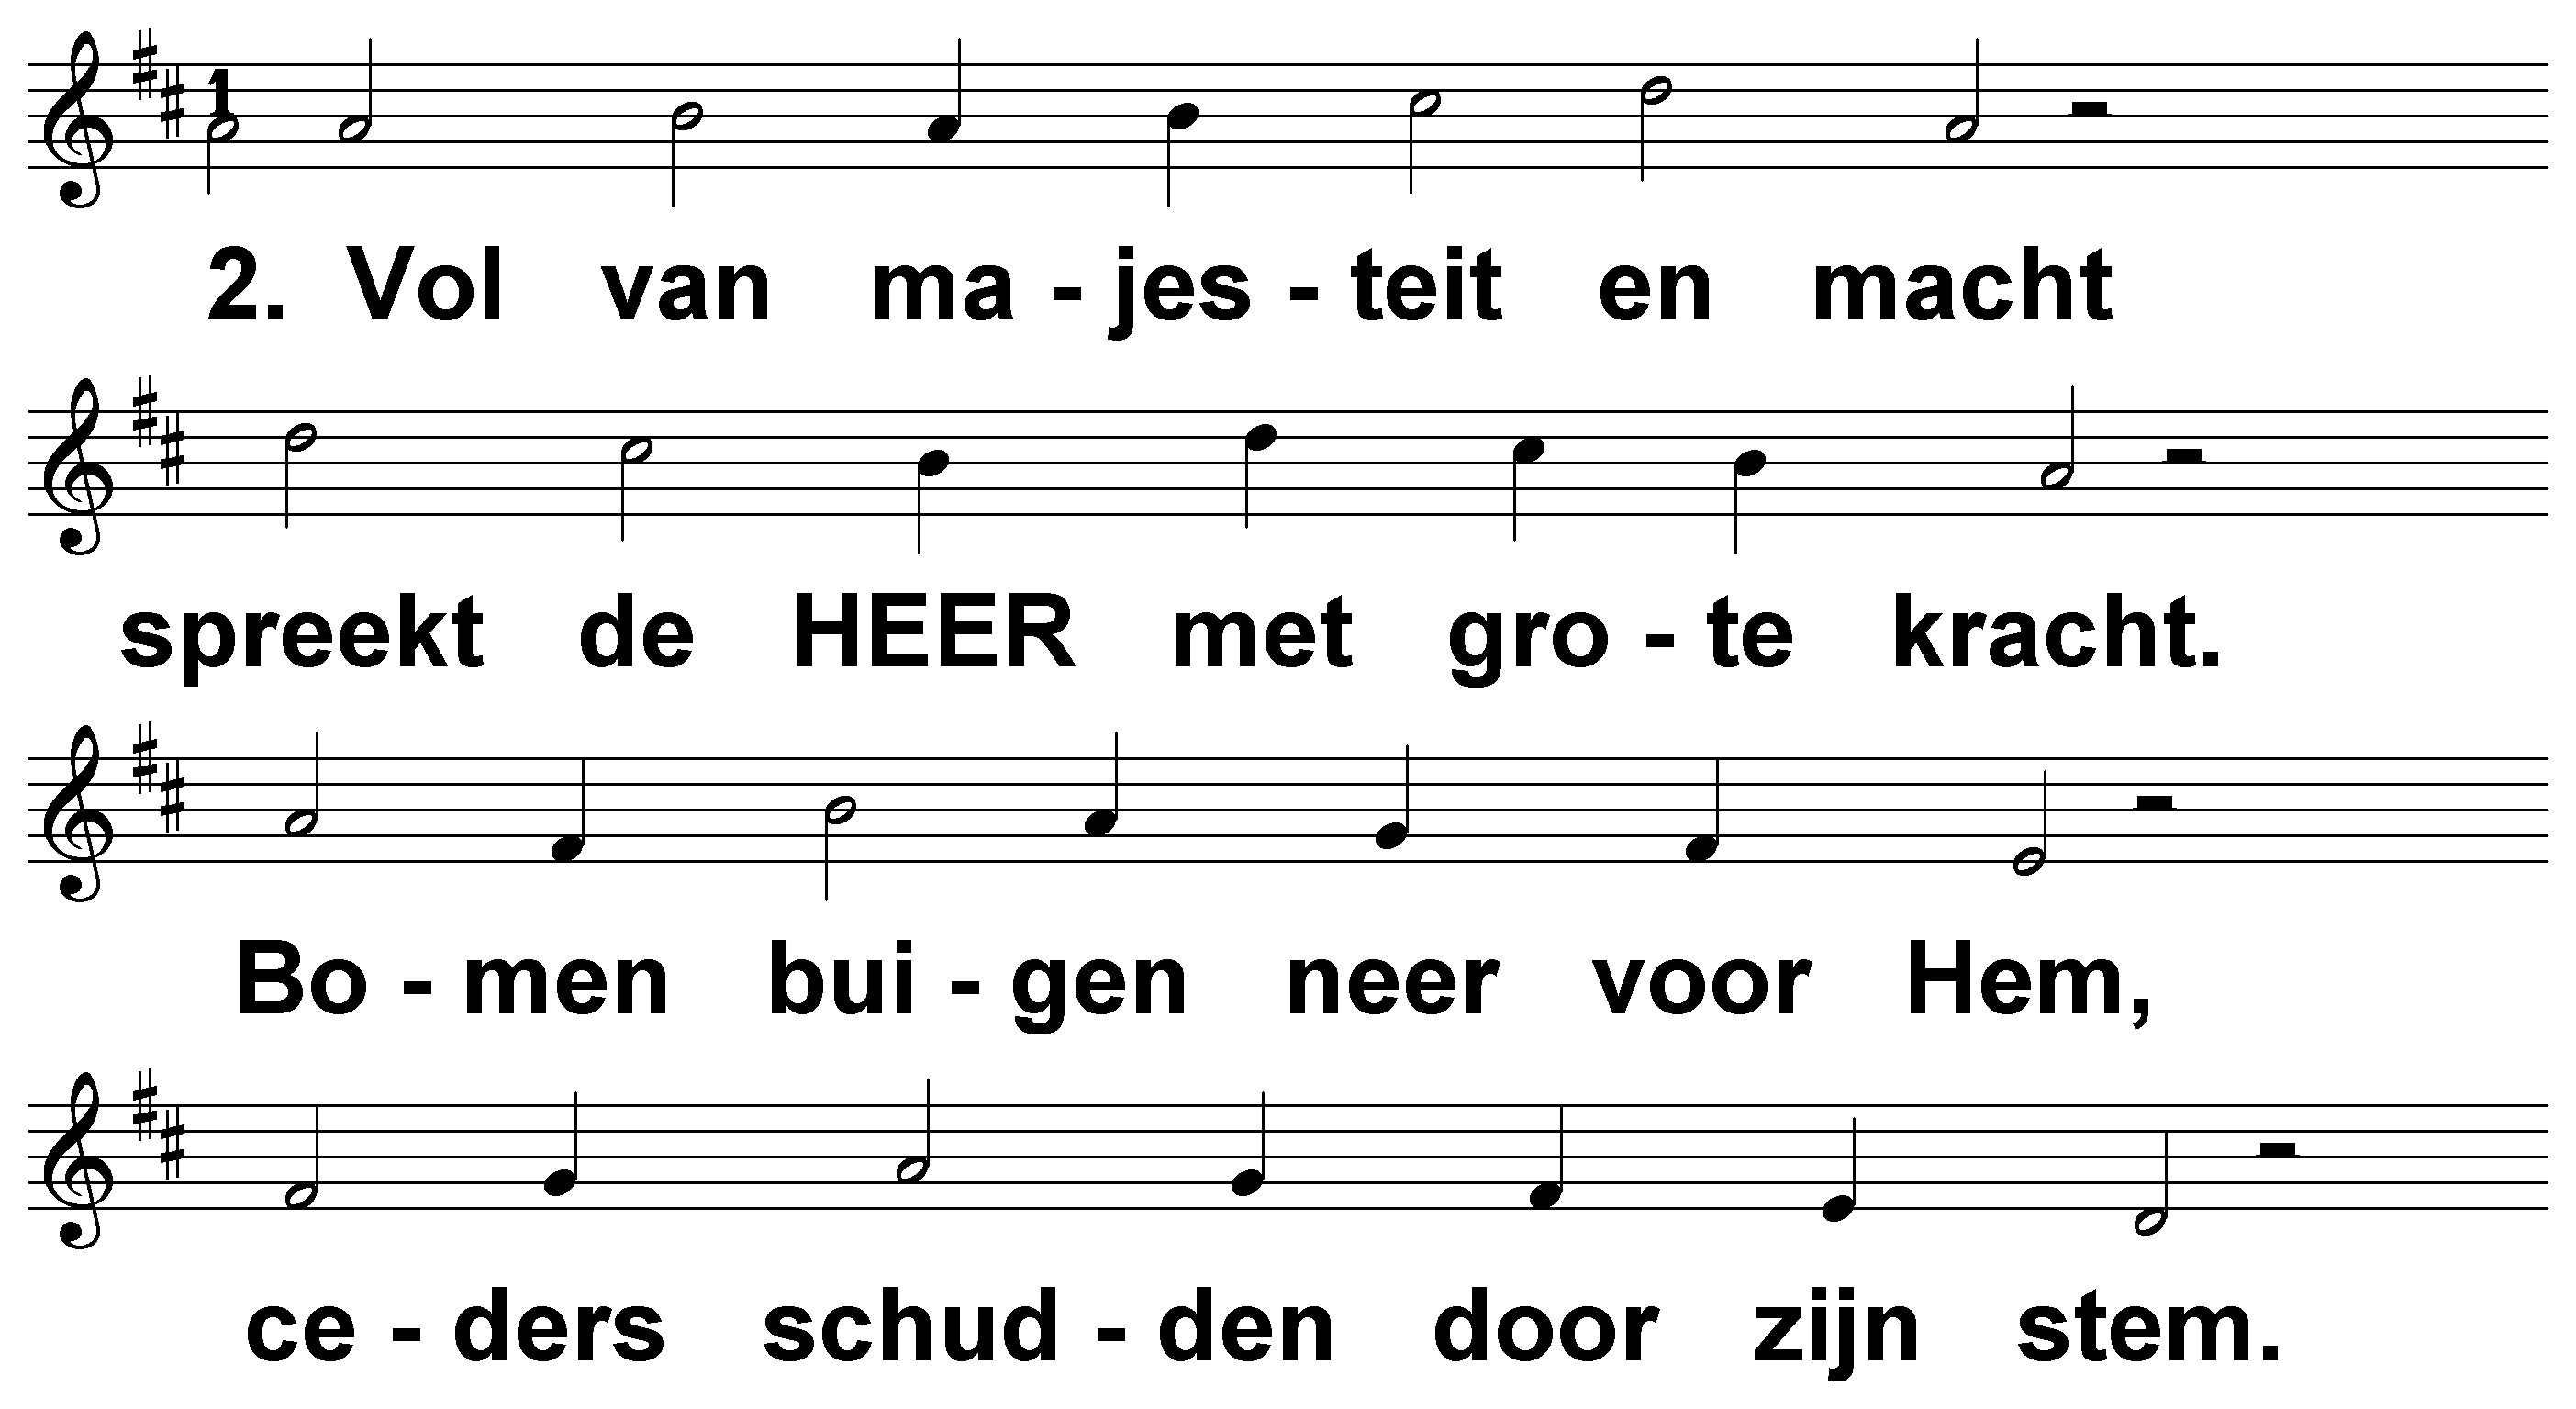 1
2. Vol van ma - jes - teit en macht
spreekt de HEER met gro - te kracht.
Bo - men bui - gen neer voor Hem,
ce - ders schud - den door zijn stem.